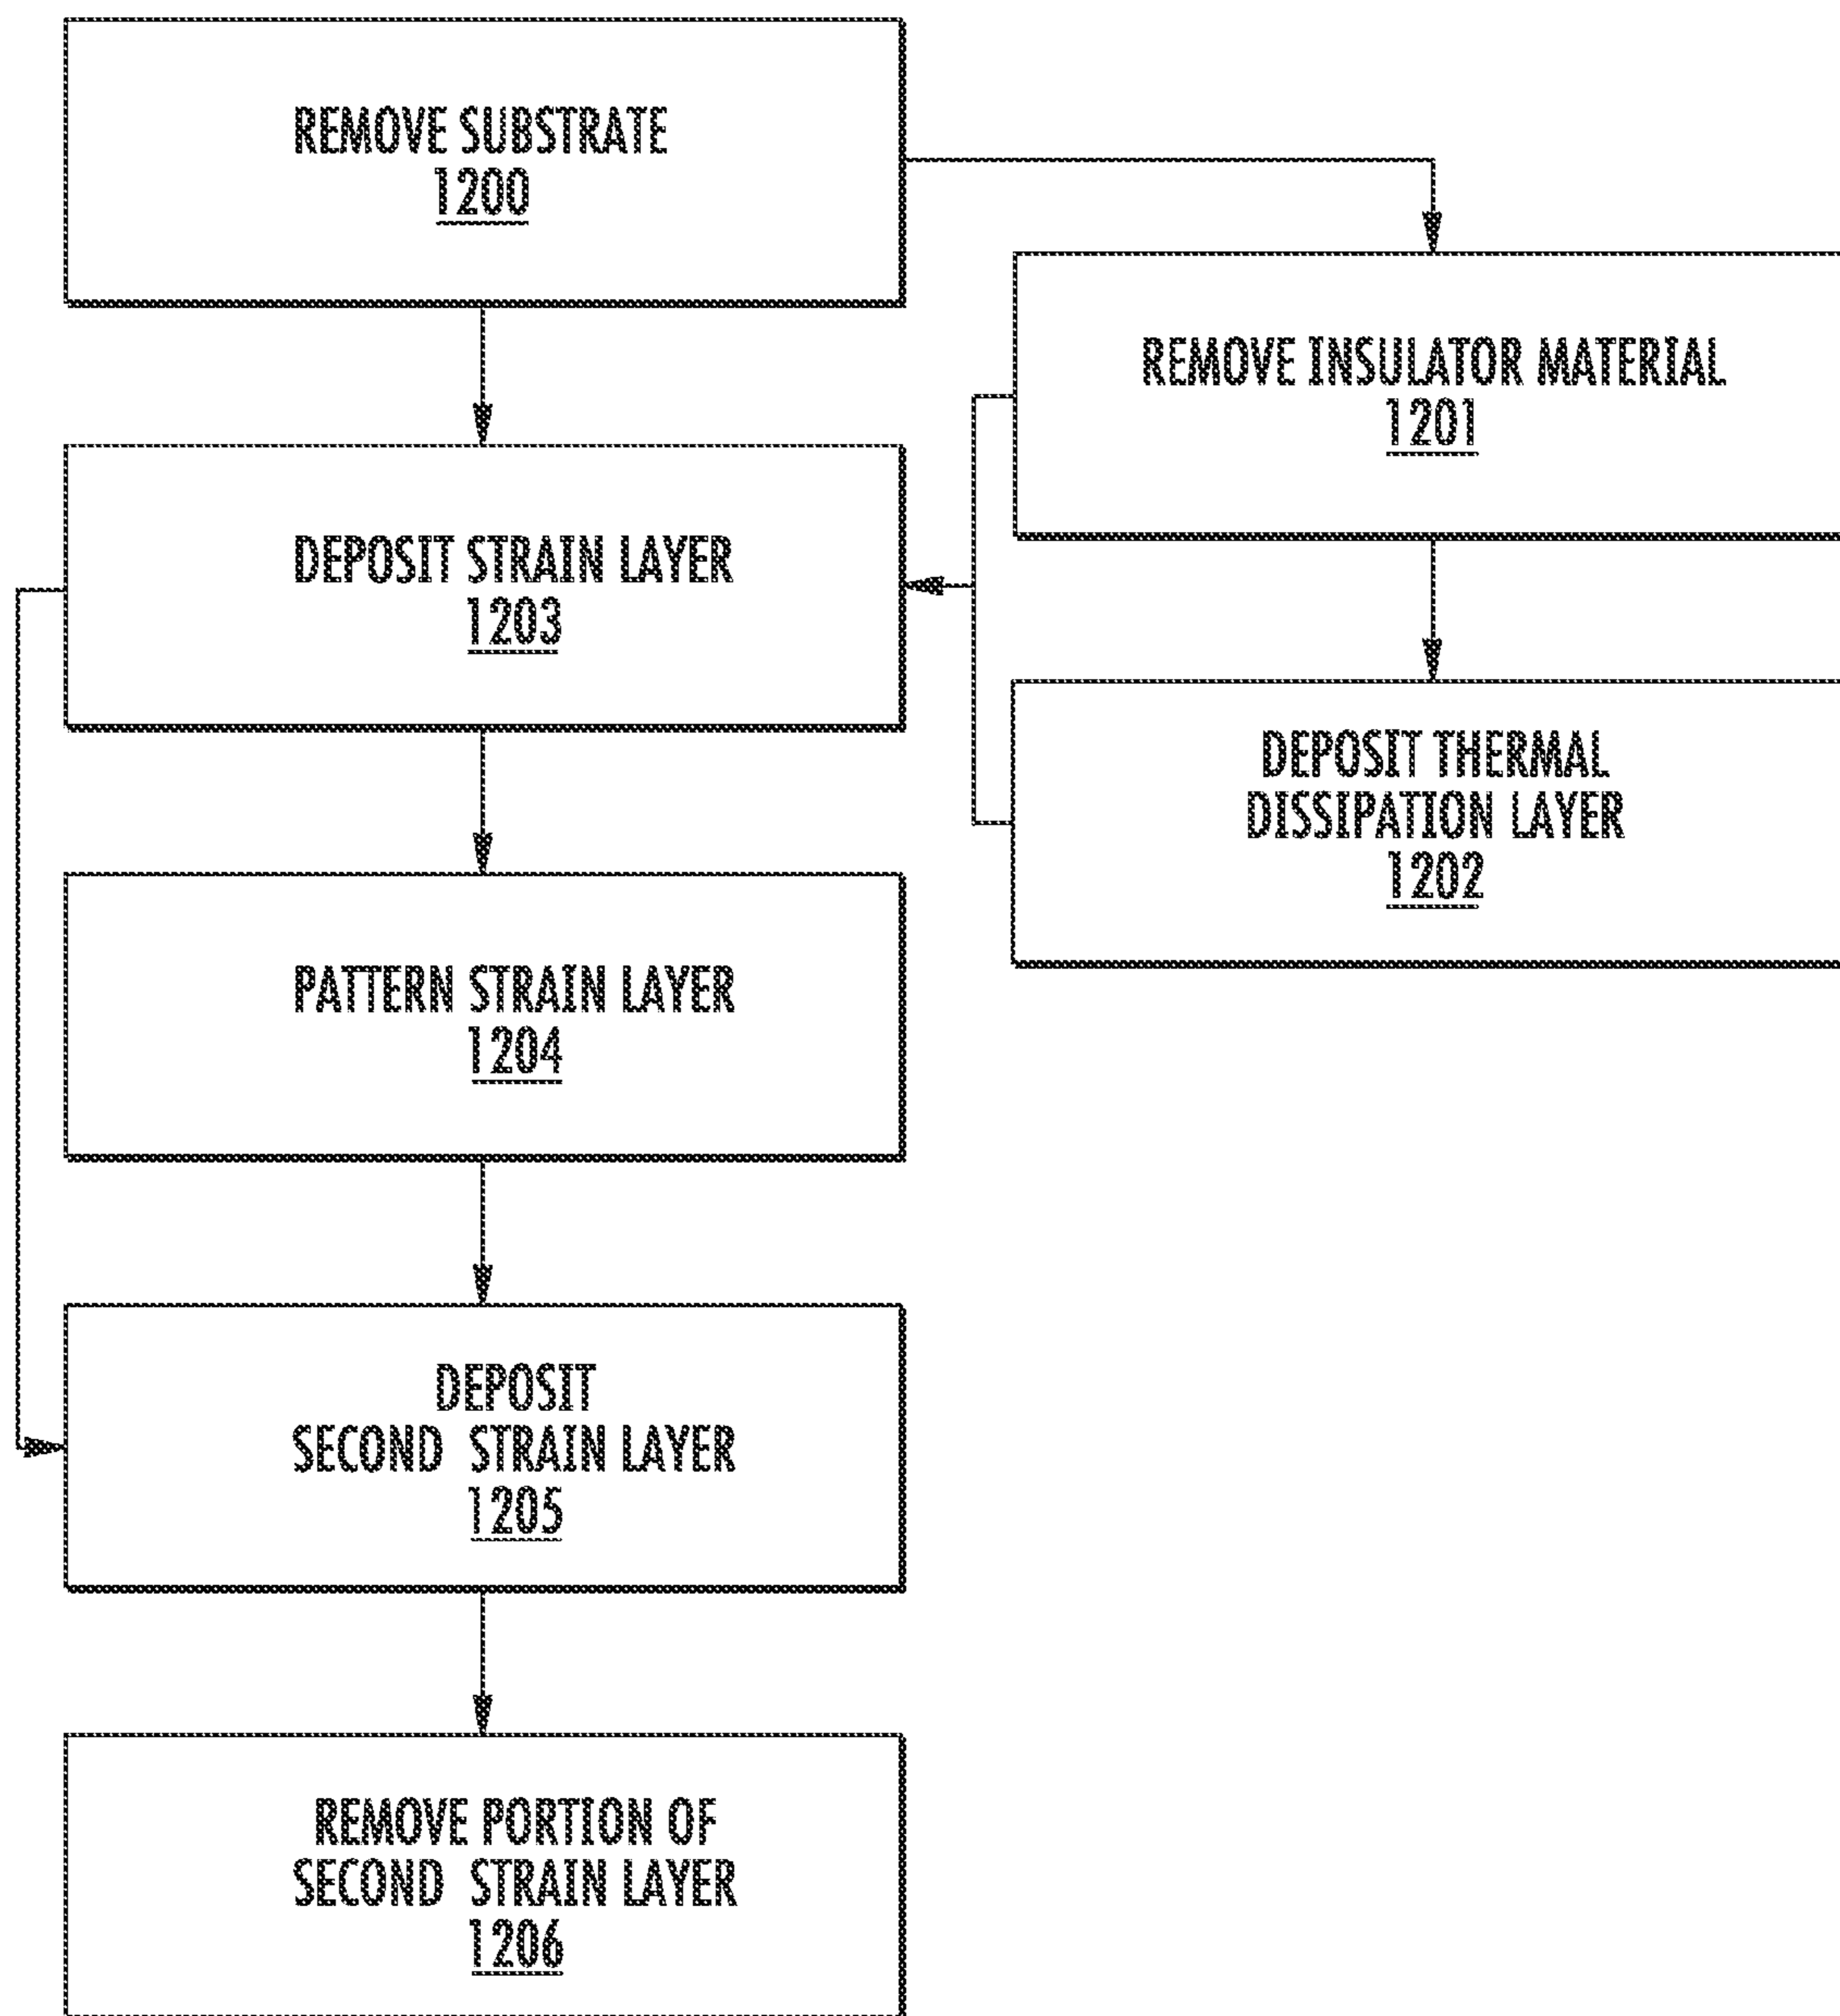 REMOVE SUBSTRATE
1200
REMOVE INSULATOR MATERIAL
1201
DEPOSIT STRAIN LAYER
1203
DEPOSIT THERMAL
DISSIPATION LAYER
1202
PATTERN STRAIN LAYER
1204
DEPOSIT
SECOND STRAIN LAYER
1205
REMOVE PORTION OF
SECOND STRAIN LAYER
1206